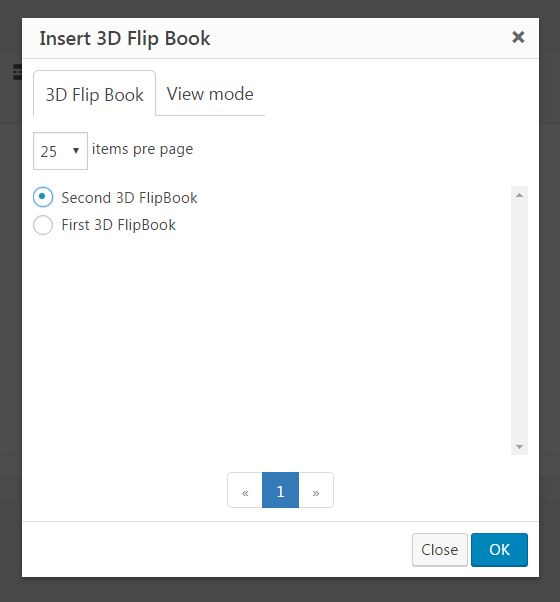 Insert 3D Flip Book ×
3D Flip Book View mode
25 items pre page
Second 3D FlipBook
First 3D FlipBook
« 1 »
Close OK